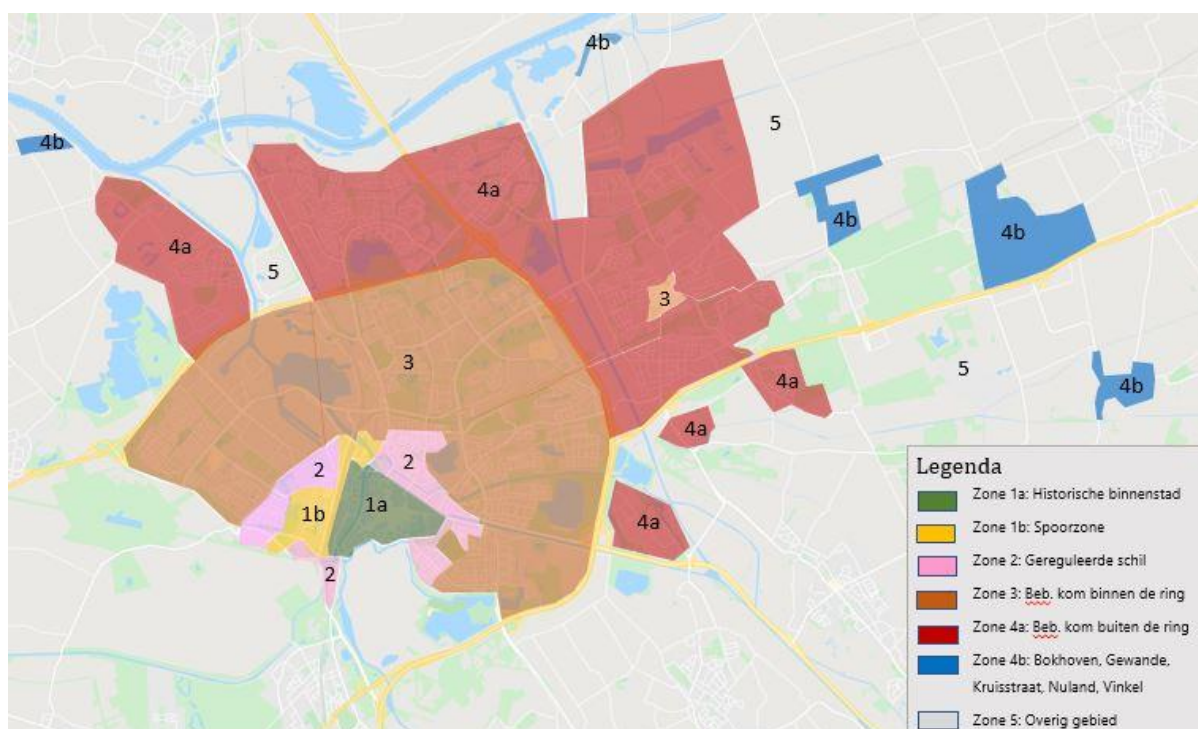 4b
4b
5
4a
4b
4a
4b
5
3
3
5
4a
4b
4a
2
2
1a
1b
4a
2
Legenda
Zone 1a: Historische binnenstad
Zone 1b: Spoorzone
Zone 2: Gereguleerde schil
Zone 3: Beb. kom binnen de ring
Zone 4a: Beb. kom buiten de ring
Zone 4b: Bokhoven, Gewande,
Kruisstraat, Nuland, Vinkel
Zone 5: Overig gebied